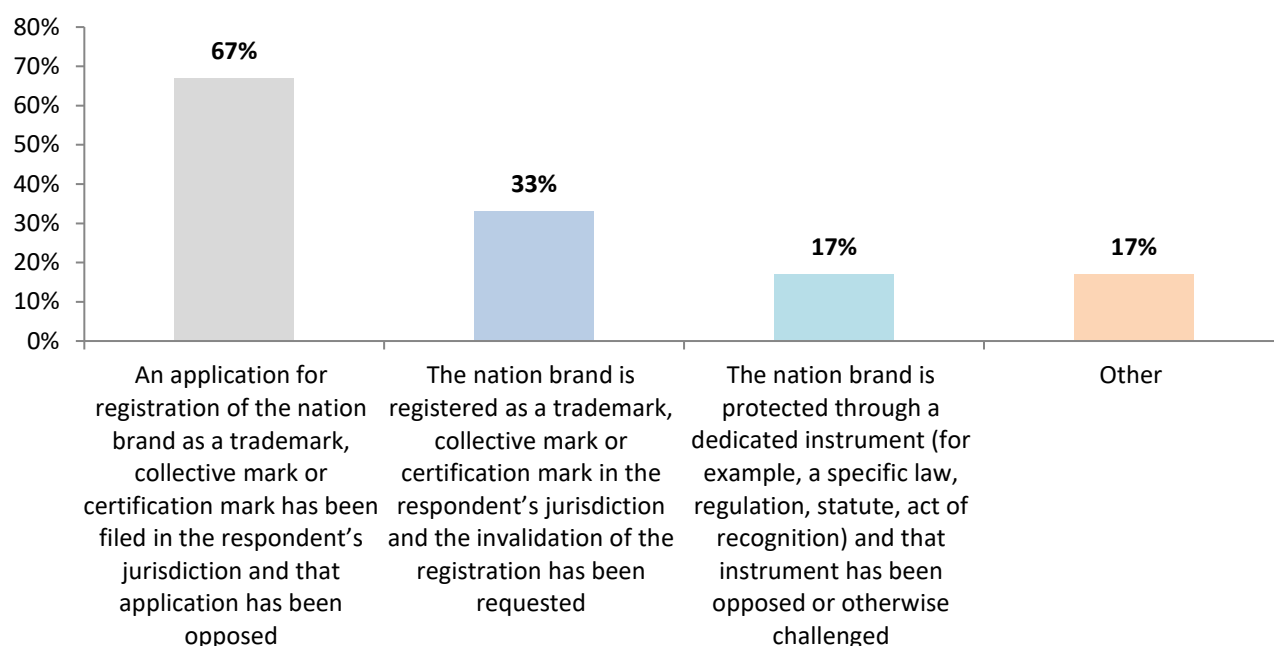 80%
70%
60%
50%
40%
30%
20%
10%
0%
67%
33%
17%
17%
An application for
registration of the nation
brand as a trademark,
collective mark or
certification mark has been
filed in the respondent’s
jurisdiction and that
application has been
opposed
The nation brand is
registered as a trademark,
collective mark or
certification mark in the
respondent’s jurisdiction
and the invalidation of the
registration has been
requested
The nation brand is
protected through a
dedicated instrument (for
example, a specific law,
regulation, statute, act of
recognition) and that
instrument has been
opposed or otherwise
challenged
Other